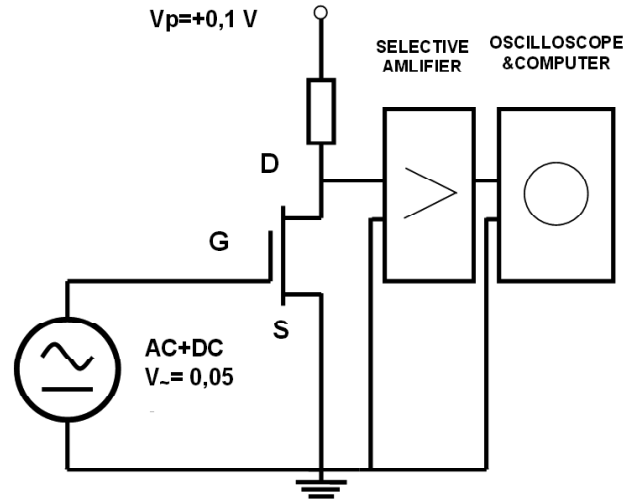 Vp=+0,1 V
SELECTIVE
AMLIFIER
OSCILLOSCOPE
&COMPUTER
D
G
S
AC+DC
V~= 0,05